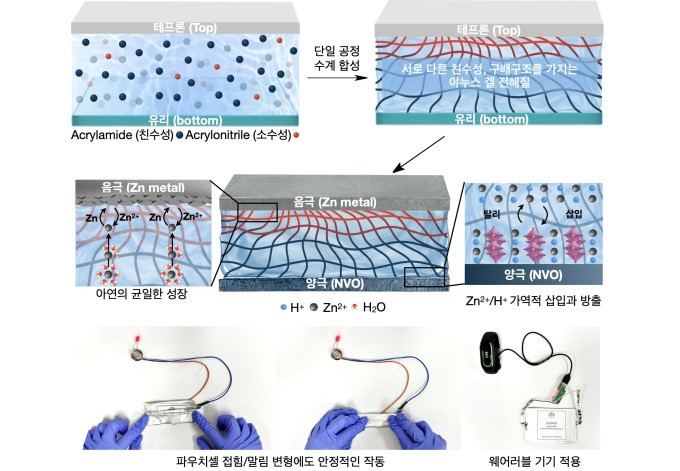 테프론 (Top)
유리 (bottom)
Acrylamide (친수성) Acrylonitrile (소수성)
단일 공정
수계 합성
테프론 (Top)
서로 다른 친수성, 구배구조를 가지는
야누스 겔 전해질
유리 (bottom)
음극 (Zn metal)
Zn Zn²⁺ Zn Zn²⁺
아연의 균일한 성장
음극 (Zn metal)
양극 (NVO)
H⁺ Zn²⁺ H₂O
탈리 삽입
양극 (NVO)
Zn²⁺/H⁺ 가역적 삽입과 방출
파우치셀 접힘/말림 변형에도 안정적인 작동
웨어러블 기기 적용